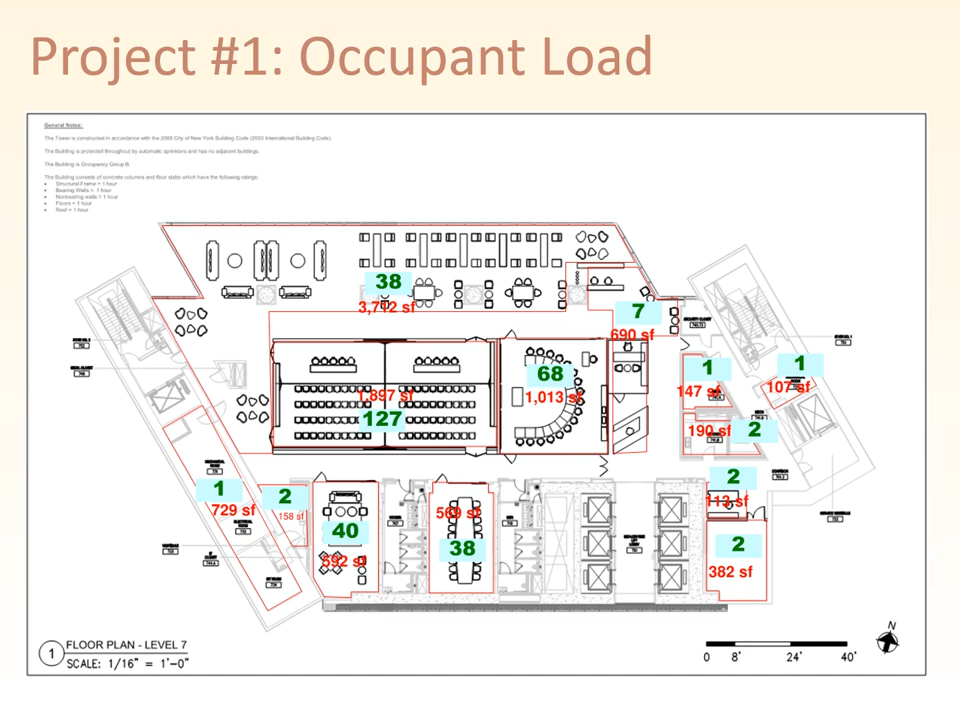 Project #1: Occupant Load
General Notes:
The Tower is constructed in accordance with the 2008 City of New York Building Code (2003 International Building Code).
The Building is protected throughout by automatic sprinklers and has no adjacent buildings.
The Building is Occupancy Group B.
The Building consists of concrete columns and floor slabs which have the following ratings:
• Structural Frame = 1 hour
• Bearing Walls = 1 hour
• Nonbearing walls = 1 hour
• Floors = 1 hour
• Roof = 1 hour
38
3,712 sf
7
690 sf
68
1,013 sf
1,897 sf
127
1
147 sf
1
107 sf
190 sf
2
2
113 sf
1
729 sf
2
158 sf
40
592 sf
569 sf
38
2
382 sf
MECHANICAL
ROOM
ELECTRICAL
ROOM
1
FLOOR PLAN - LEVEL 7
SCALE: 1/16" = 1'-0"
0 8' 24' 40'
N